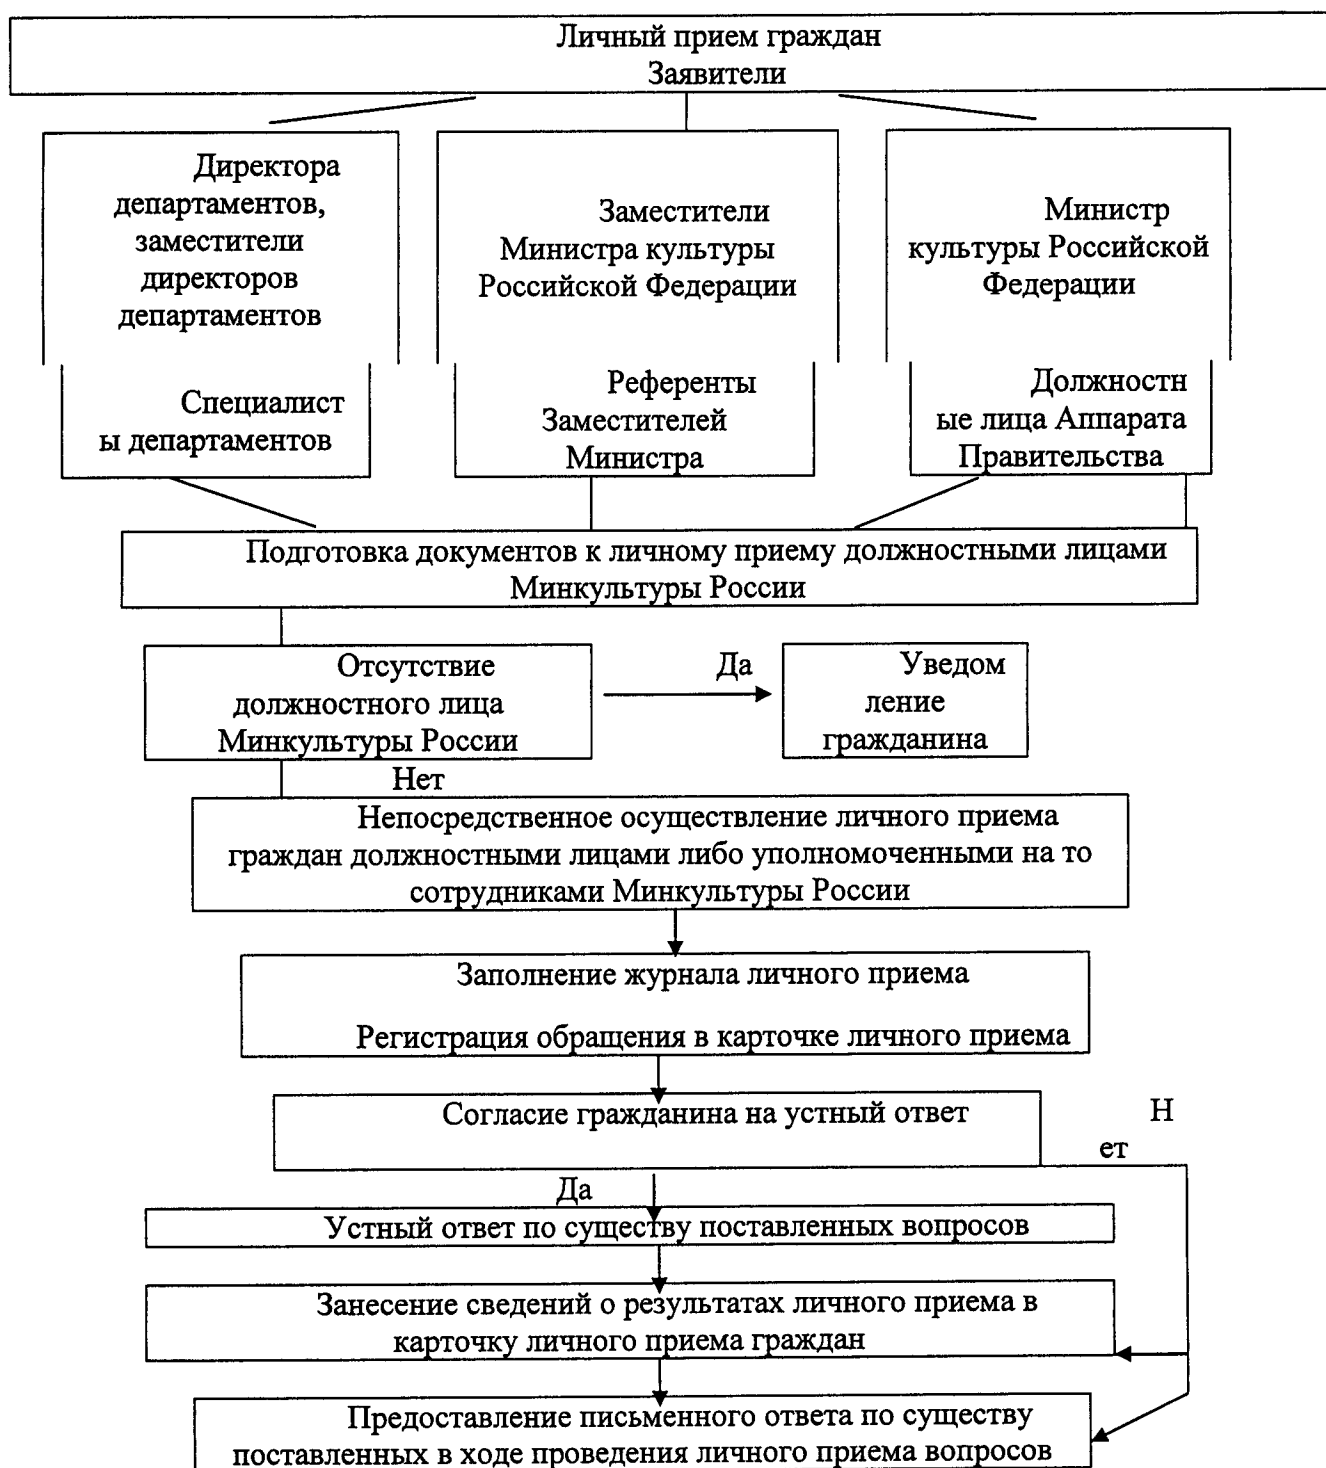 Личный прием граждан
Заявители
Директора
департаментов,
заместители
директоров
департаментов
Заместители
Министра культуры
Российской Федерации
Министр
культуры Российской
Федерации
Специалист
ы департаментов
Референты
Заместителей
Министра
Должностн
ые лица Аппарата
Правительства
Подготовка документов к личному приему должностными лицами
Минкультуры России
Отсутствие
должностного лица
Минкультуры России
Да
Уведом
ление
гражданина
Нет
Непосредственное осуществление личного приема
граждан должностными лицами либо уполномоченными на то
сотрудниками Минкультуры России
Заполнение журнала личного приема
Регистрация обращения в карточке личного приема
Согласие гражданина на устный ответ
Н
ет
Да
Устный ответ по существу поставленных вопросов
Занесение сведений о результатах личного приема в
карточку личного приема граждан
Предоставление письменного ответа по существу
поставленных в ходе проведения личного приема вопросов